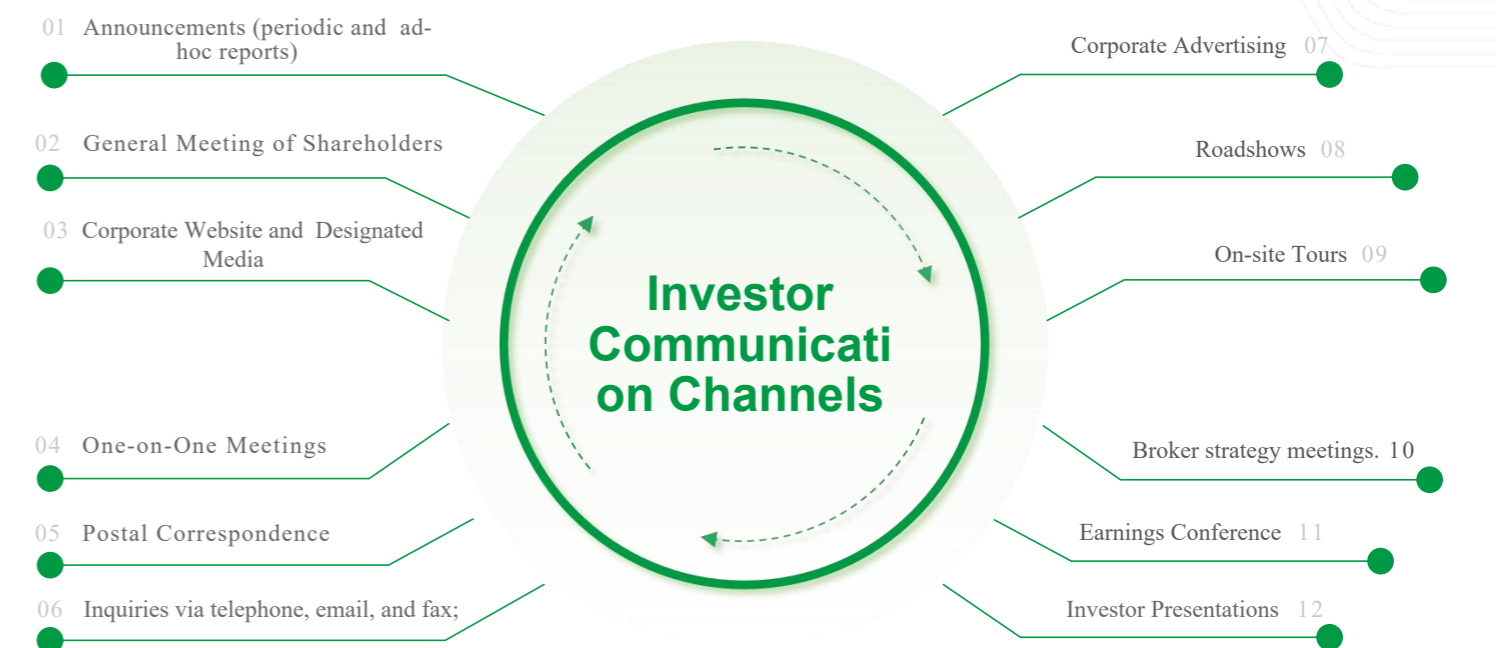 01 Announcements (periodic and ad-
hoc reports)
02 General Meeting of Shareholders
03 Corporate Website and Designated
Media
04 One-on-One Meetings
05 Postal Correspondence
06 Inquiries via telephone, email, and fax;
Investor
Communicati
on Channels
Corporate Advertising 07
Roadshows 08
On-site Tours 09
Broker strategy meetings. 10
Earnings Conference 11
Investor Presentations 12